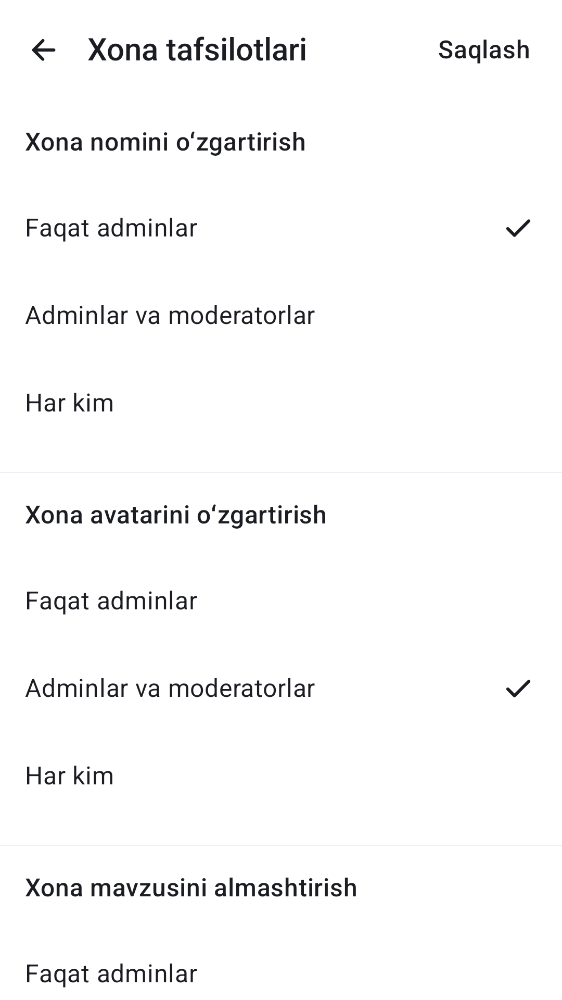 Xona tafsilotlari
Saqlash
Xona nomini oʻzgartirish
Faqat adminlar
Adminlar va moderatorlar
Har kim
Xona avatarini oʻzgartirish
Faqat adminlar
Adminlar va moderatorlar
Har kim
Xona mavzusini almashtirish
Faqat adminlar